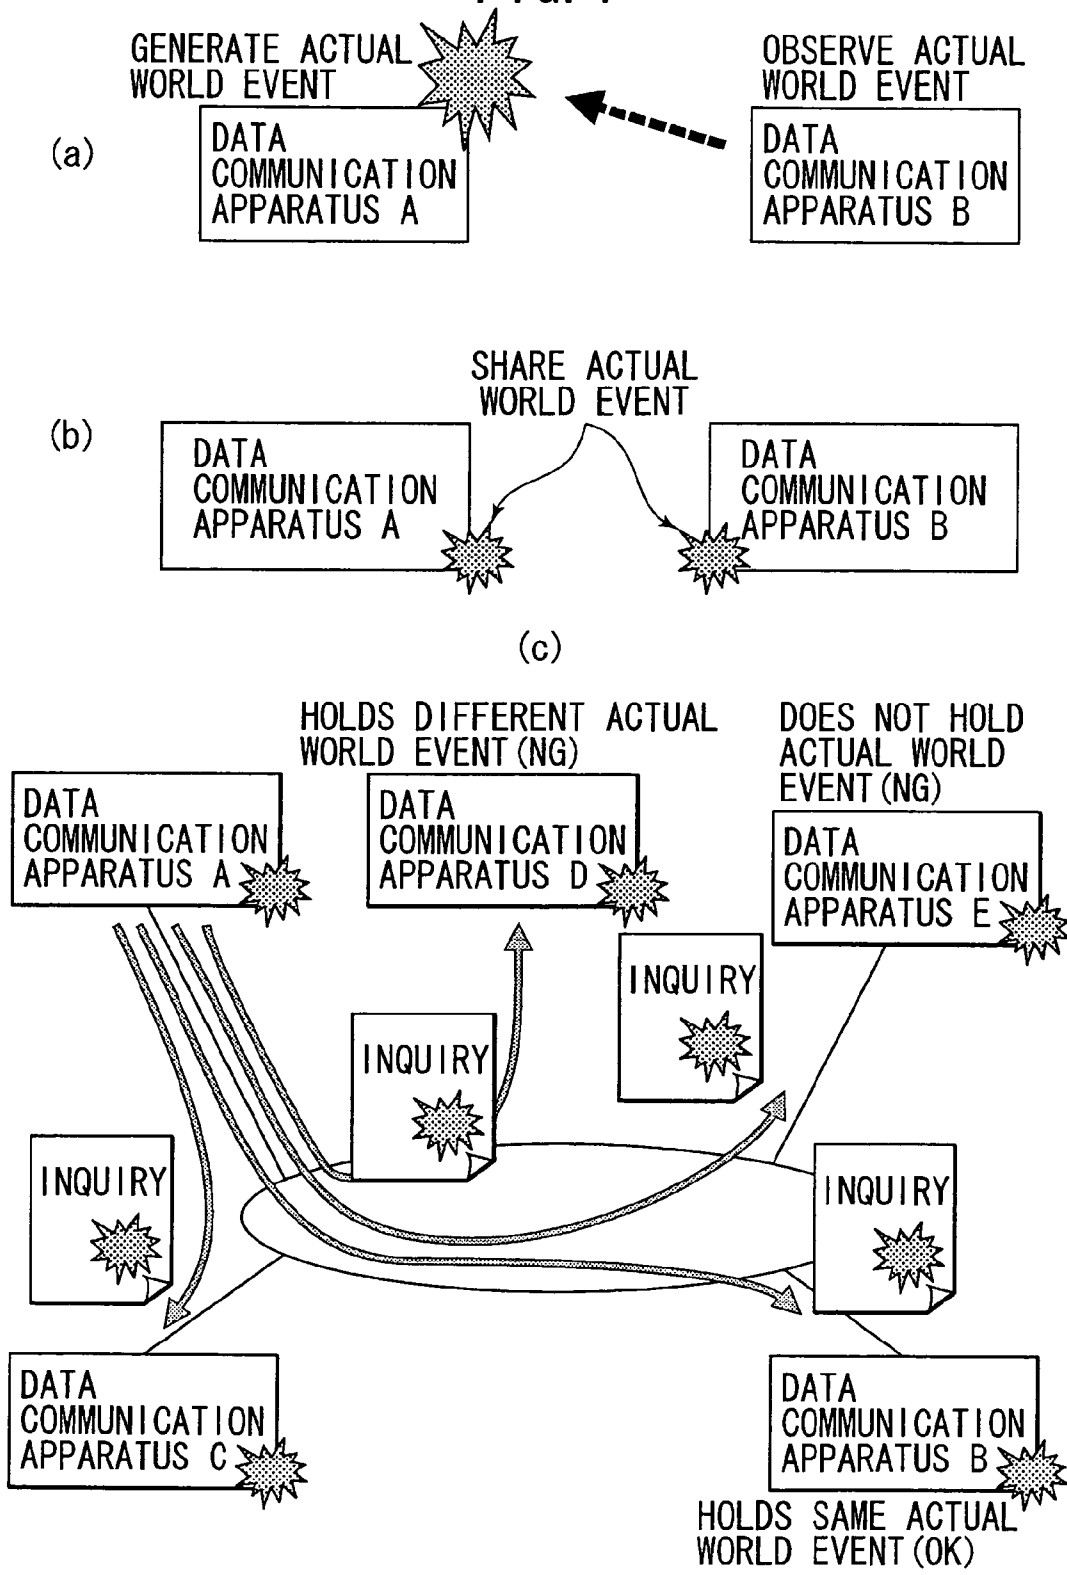 GENERATE ACTUAL
WORLD EVENT
OBSERVE ACTUAL
WORLD EVENT
(a)
DATA
COMMUNICATION
APPARATUS A
DATA
COMMUNICATION
APPARATUS B
SHARE ACTUAL
WORLD EVENT
(b)
DATA
COMMUNICATION
APPARATUS A
DATA
COMMUNICATION
APPARATUS B
(c)
HOLDS DIFFERENT ACTUAL
WORLD EVENT(NG)
DOES NOT HOLD
ACTUAL WORLD
EVENT(NG)
DATA
COMMUNICATION
APPARATUS A
DATA
COMMUNICATION
APPARATUS D
DATA
COMMUNICATION
APPARATUS E
INQUIRY
INQUIRY
INQUIRY
INQUIRY
DATA
COMMUNICATION
APPARATUS C
DATA
COMMUNICATION
APPARATUS B
HOLDS SAME ACTUAL
WORLD EVENT(OK)